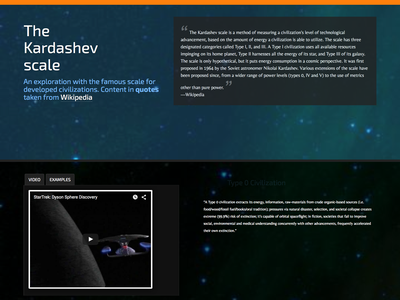 The
Kardashev
scale
An exploration with the famous scale for
developed civilizations. Content in quotes
taken from Wikipedia
“ The Kardashev scale is a method of measuring a civilization's level of technological
advancement, based on the amount of energy a civilization is able to utilize. The scale has three
designated categories called Type I, II, and III. A Type I civilization uses all available resources
impinging on its home planet, Type II harnesses all the energy of its star, and Type III of its galaxy.
The scale is only hypothetical, but it puts energy consumption in a cosmic perspective. It was first
proposed in 1964 by the Soviet astronomer Nikolai Kardashev. Various extensions of the scale have
been proposed since, from a wider range of power levels (types 0, IV and V) to the use of metrics
other than pure power. ”
—Wikipedia
VIDEO EXAMPLES
StarTrek: Dyson Sphere Discovery
Type 0 Civilization
"A Type 0 civilization extracts its energy, information, raw-materials from crude organic-based sources (i.e.
food/wood/fossil fuel/books/oral tradition); pressures via natural disaster, selection, and societal collapse creates
extreme (99.9%) risk of extinction; it's capable of orbital spaceflight; in fiction, societies that fail to improve
social, environmental and medical understanding concurrently with other advancements, frequently accelerated
their own extinction."